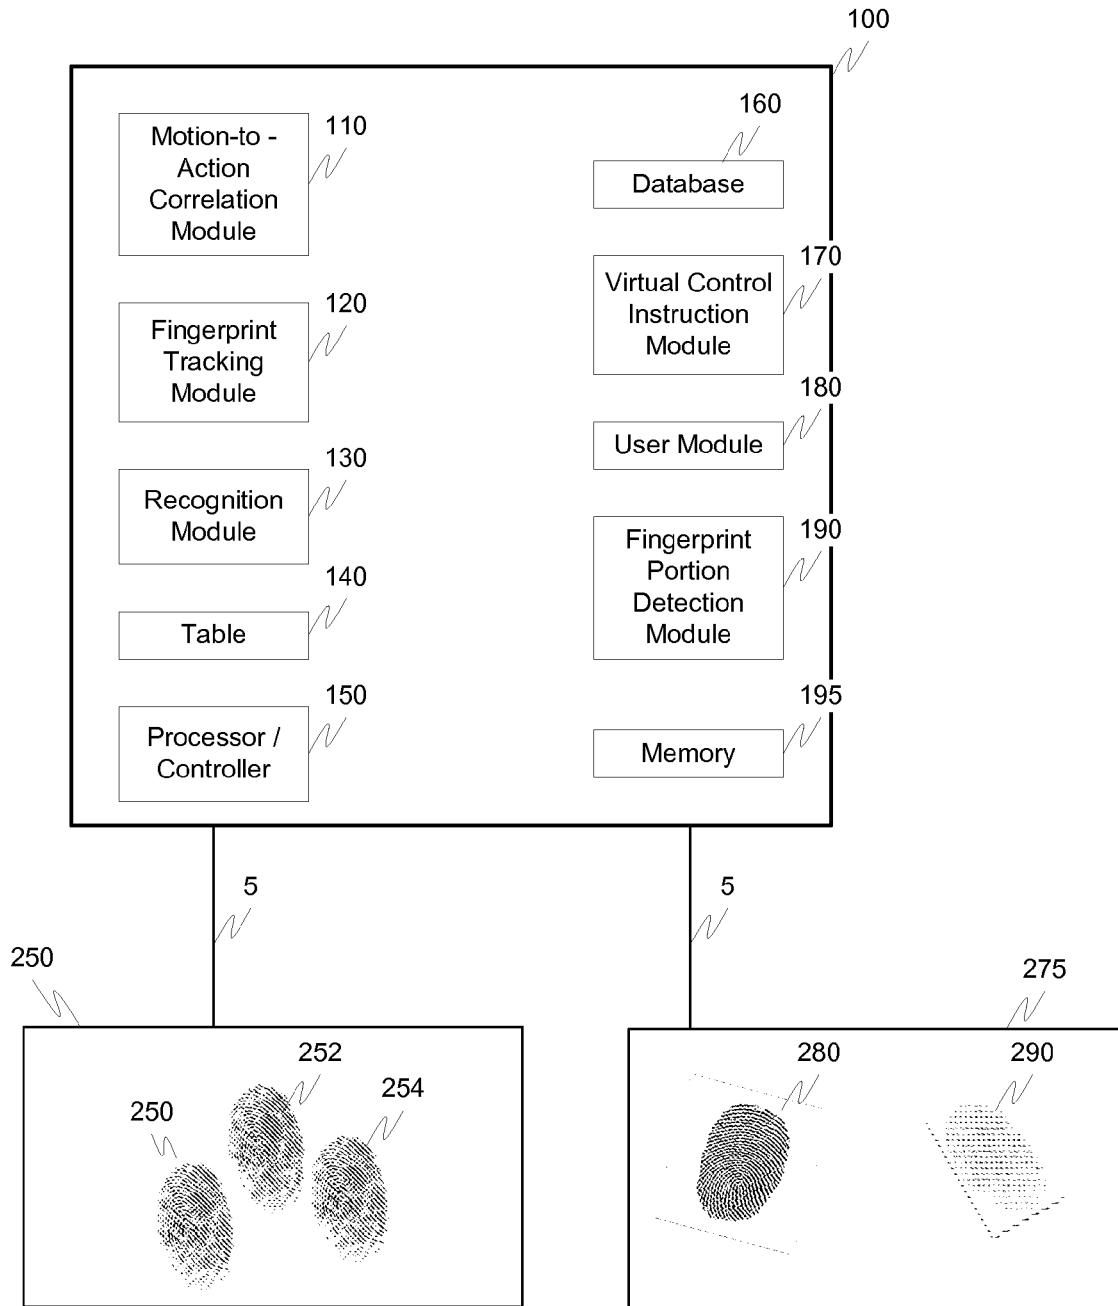 100
110
Motion-to -
Action
Correlation
Module
160
Database
170
Virtual Control
Instruction
Module
120
Fingerprint
Tracking
Module
180
User Module
130
Recognition
Module
190
Fingerprint
Portion
Detection
Module
140
Table
150
Processor /
Controller
195
Memory
5
5
250
275
252
254
250
280
290